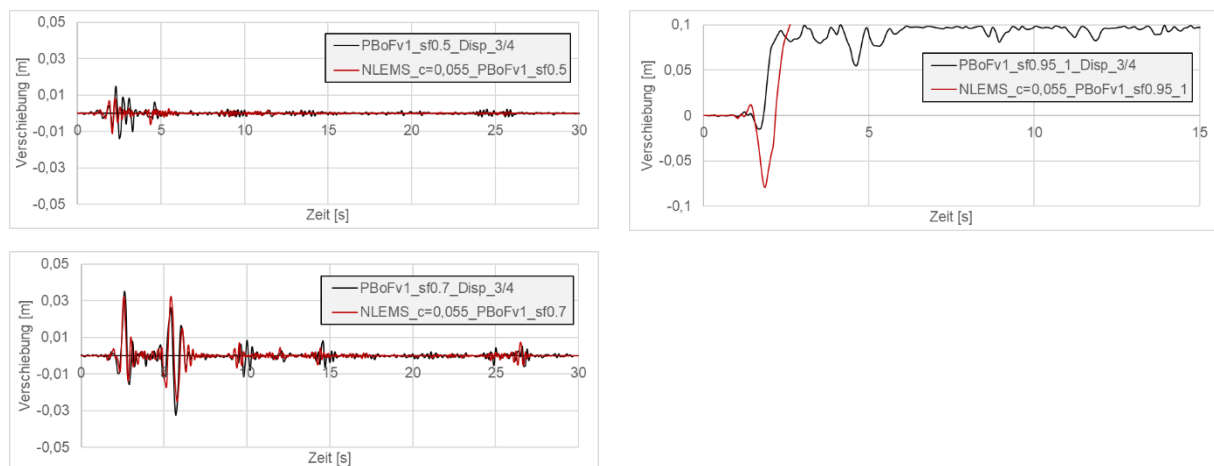 0,05
0,03
0,01
-0,01
-0,03
-0,05
Verschiebung [m]
PBoFv1_sf0.5_Disp_3/4
NLEMS_c=0,055_PBoFv1_sf0.5
0 5 10 15 20 25 30
Zeit [s]
0,1
0,05
0
-0,05
-0,1
Verschiebung [m]
PBoFv1_sf0.95_1_Disp_3/4
NLEMS_c=0,055_PBoFv1_sf0.95_1
0 5 10 15
Zeit [s]
0,05
0,03
0,01
-0,01
-0,03
-0,05
Verschiebung [m]
PBoFv1_sf0.7_Disp_3/4
NLEMS_c=0,055_PBoFv1_sf0.7
0 5 10 15 20 25 30
Zeit [s]